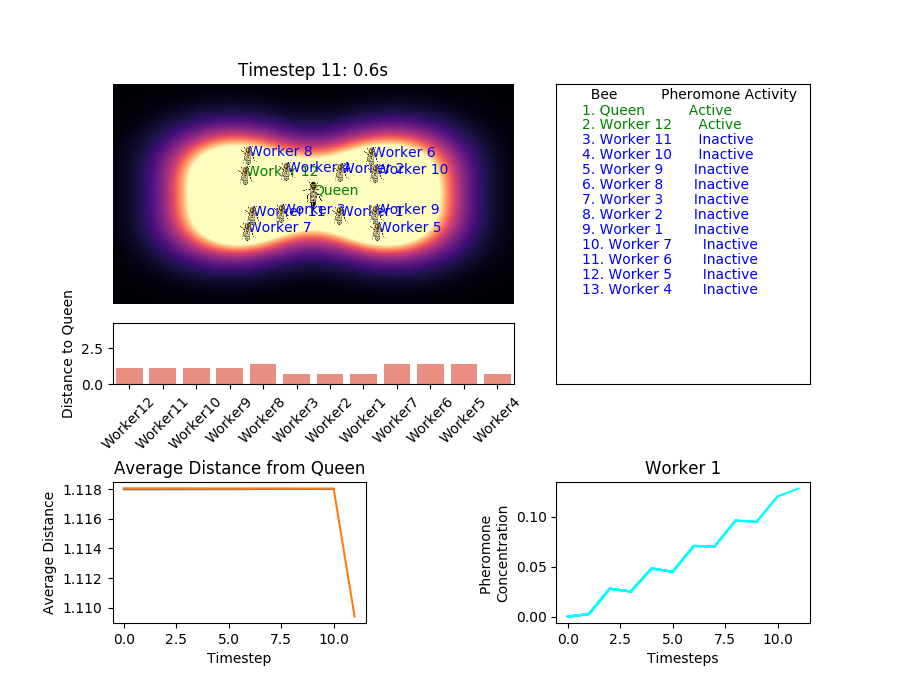 Timestep 11: 0.6s
Worker 8
Worker 6
Worker 12
Worker 4
Worker 2
Worker 10
Queen
Worker 11
Worker 3
Worker 1
Worker 9
Worker 7
Worker 5
Bee Pheromone Activity
1. Queen Active
2. Worker 12 Active
3. Worker 11 Inactive
4. Worker 10 Inactive
5. Worker 9 Inactive
6. Worker 8 Inactive
7. Worker 3 Inactive
8. Worker 2 Inactive
9. Worker 1 Inactive
10. Worker 7 Inactive
11. Worker 6 Inactive
12. Worker 5 Inactive
13. Worker 4 Inactive
Distance to Queen
2.5
0.0
Worker12
Worker11
Worker10
Worker9
Worker8
Worker3
Worker2
Worker1
Worker7
Worker6
Worker5
Worker4
Average Distance from Queen
Average Distance
1.118
1.116
1.114
1.112
1.110
0.0 2.5 5.0 7.5 10.0
Timestep
Worker 1
Pheromone
Concentration
0.10
0.05
0.00
0.0 2.5 5.0 7.5 10.0
Timesteps